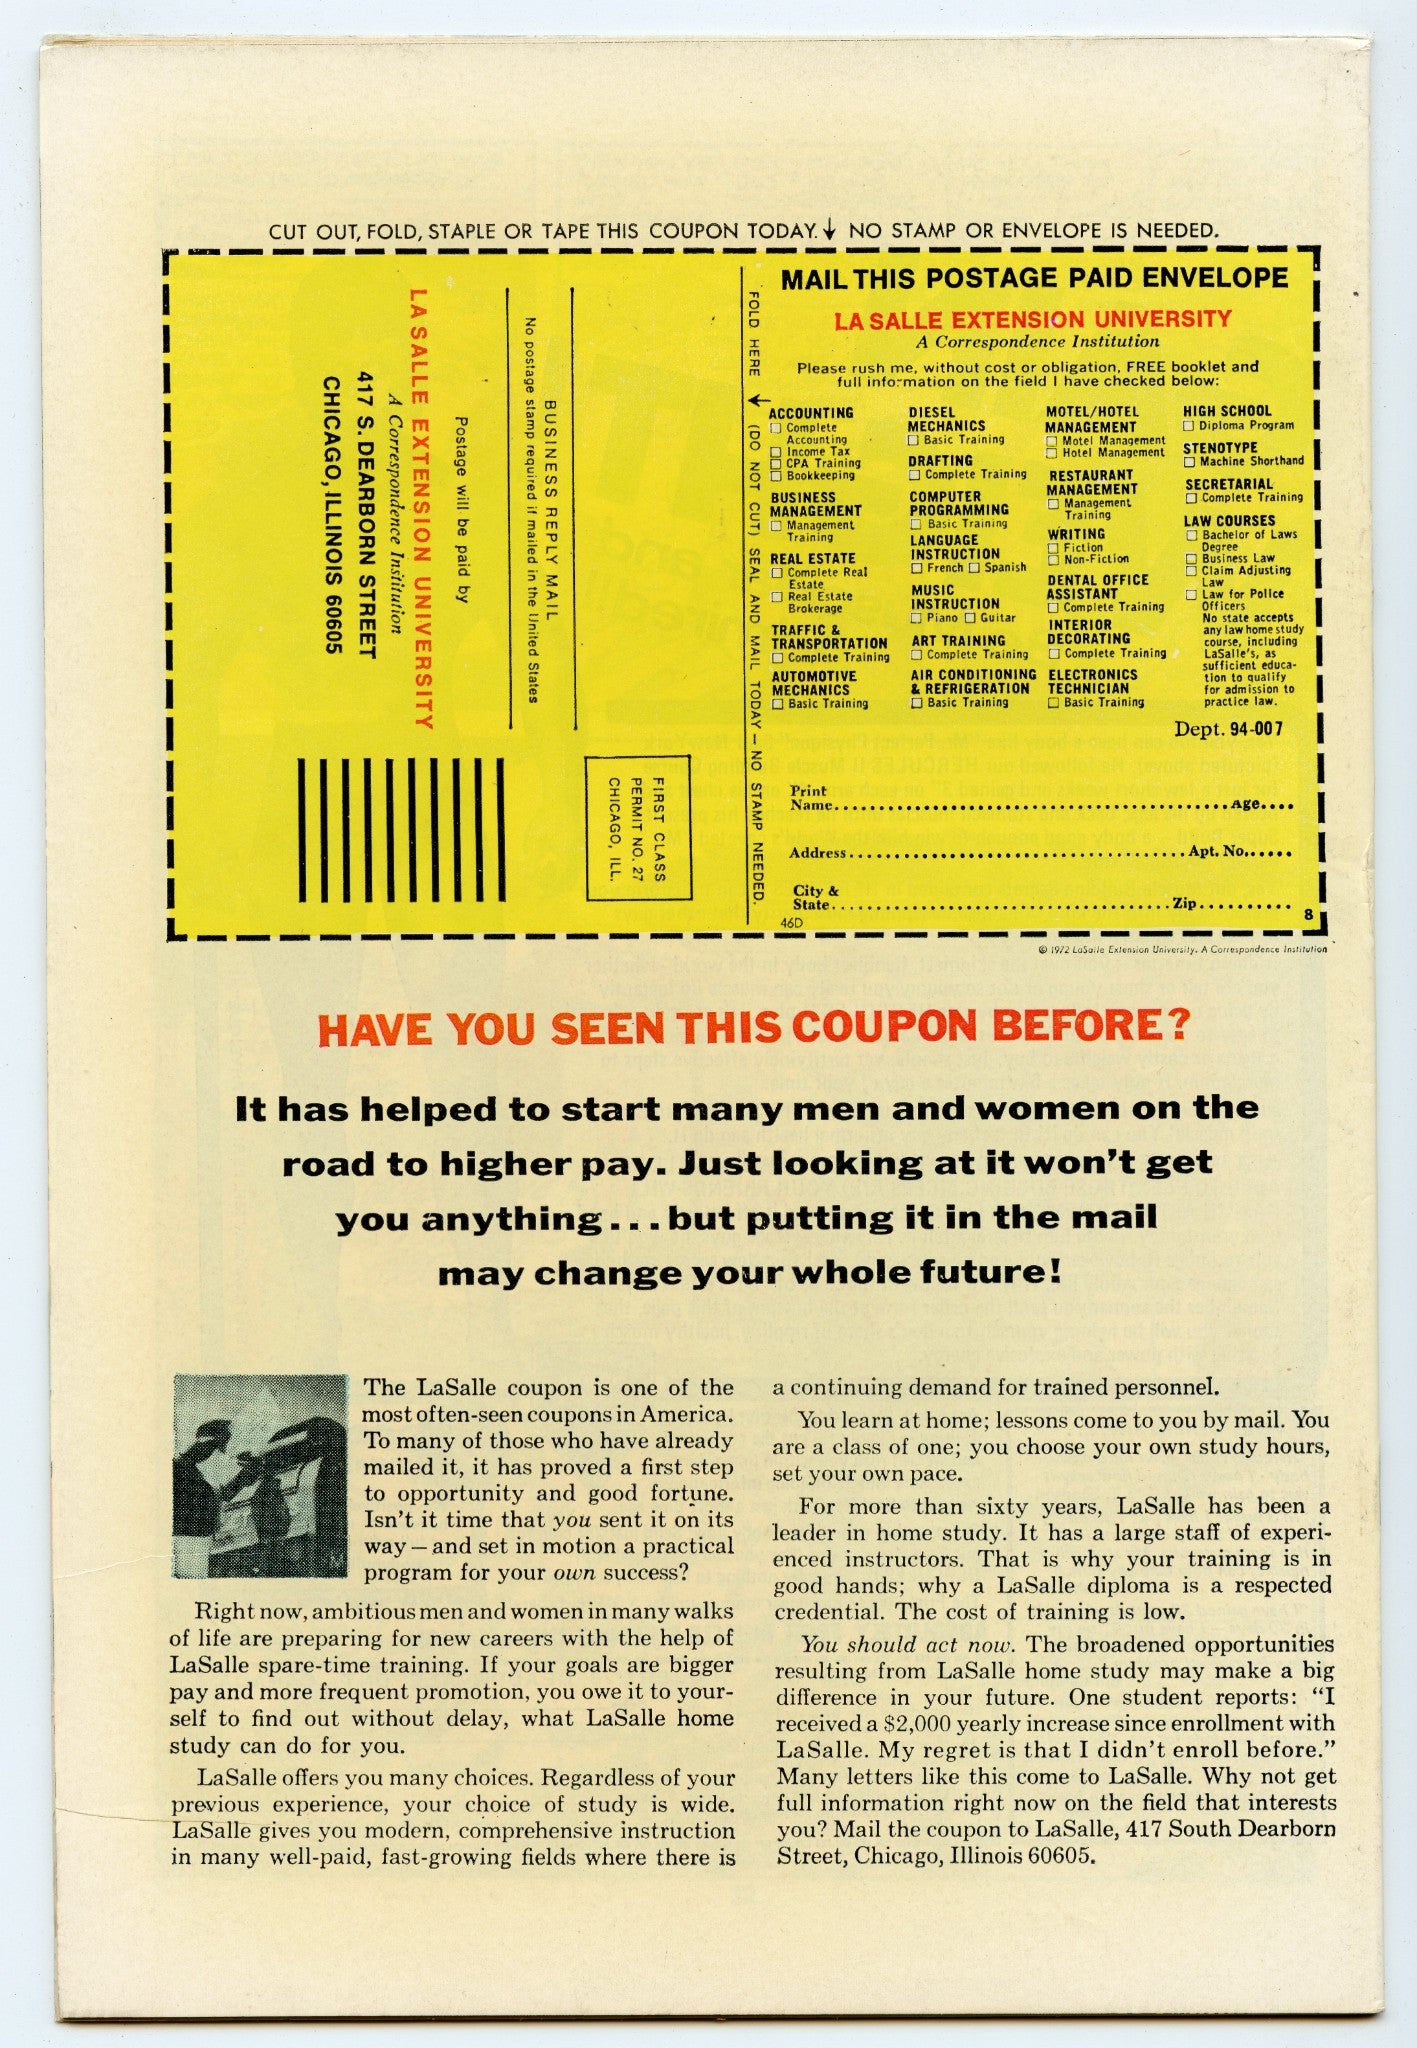 CUT OUT, FOLD, STAPLE OR TAPE THIS COUPON TODAY. NO STAMP OR ENVELOPE IS NEEDED.
LA SALLE EXTENSION UNIVERSITY
A Correspondence Institution
417 S. DEARBORN STREET
CHICAGO, ILLINOIS 60605
Postage will be paid by
No postage stamp required if mailed in the United States
BUSINESS REPLY MAIL
FIRST CLASS
PERMIT NO. 27
CHICAGO, ILL.
FOLD HERE (DO NOT CUT) SEAL AND MAIL TODAY — NO STAMP NEEDED.
MAIL THIS POSTAGE PAID ENVELOPE
LA SALLE EXTENSION UNIVERSITY
A Correspondence Institution
Please rush me, without cost or obligation, FREE booklet and
full information on the field I have checked below:
ACCOUNTING
Complete
Accounting
Income Tax
CPA Training
Bookkeeping
BUSINESS
MANAGEMENT
Management
Training
REAL ESTATE
Complete Real
Estate
Real Estate
Brokerage
TRAFFIC &
TRANSPORTATION
Complete Training
AUTOMOTIVE
MECHANICS
Basic Training
DIESEL
MECHANICS
Basic Training
DRAFTING
Complete Training
COMPUTER
PROGRAMMING
Basic Training
LANGUAGE
INSTRUCTION
French Spanish
MUSIC
INSTRUCTION
Piano Guitar
ART TRAINING
Complete Training
AIR CONDITIONING
& REFRIGERATION
Basic Training
MOTEL/HOTEL
MANAGEMENT
Motel Management
Hotel Management
RESTAURANT
MANAGEMENT
Management
Training
WRITING
Fiction
Non-Fiction
DENTAL OFFICE
ASSISTANT
Complete Training
INTERIOR
DECORATING
Complete Training
ELECTRONICS
TECHNICIAN
Basic Training
HIGH SCHOOL
Diploma Program
STENOTYPE
Machine Shorthand
SECRETARIAL
Complete Training
LAW COURSES
Bachelor of Laws
Degree
Business Law
Claim Adjusting
Law
Law for Police
Officers
No state accepts
any law home study
course, including
LaSalle's, as
sufficient educa-
tion to qualify
for admission to
practice law.
Dept. 94-007
Print
Name Age
Address Apt. No.
City &
State Zip
46D
8
© 1972 LaSalle Extension University. A Correspondence Institution
HAVE YOU SEEN THIS COUPON BEFORE?
It has helped to start many men and women on the
road to higher pay. Just looking at it won't get
you anything...but putting it in the mail
may change your whole future!
The LaSalle coupon is one of the
most often-seen coupons in America.
To many of those who have already
mailed it, it has proved a first step
to opportunity and good fortune.
Isn't it time that you sent it on its
way — and set in motion a practical
program for your own success?
Right now, ambitious men and women in many walks
of life are preparing for new careers with the help of
LaSalle spare-time training. If your goals are bigger
pay and more frequent promotion, you owe it to your-
self to find out without delay, what LaSalle home
study can do for you.
LaSalle offers you many choices. Regardless of your
previous experience, your choice of study is wide.
LaSalle gives you modern, comprehensive instruction
in many well-paid, fast-growing fields where there is
a continuing demand for trained personnel.
You learn at home; lessons come to you by mail. You
are a class of one; you choose your own study hours,
set your own pace.
For more than sixty years, LaSalle has been a
leader in home study. It has a large staff of experi-
enced instructors. That is why your training is in
good hands; why a LaSalle diploma is a respected
credential. The cost of training is low.
You should act now. The broadened opportunities
resulting from LaSalle home study may make a big
difference in your future. One student reports: "I
received a $2,000 yearly increase since enrollment with
LaSalle. My regret is that I didn't enroll before."
Many letters like this come to LaSalle. Why not get
full information right now on the field that interests
you? Mail the coupon to LaSalle, 417 South Dearborn
Street, Chicago, Illinois 60605.